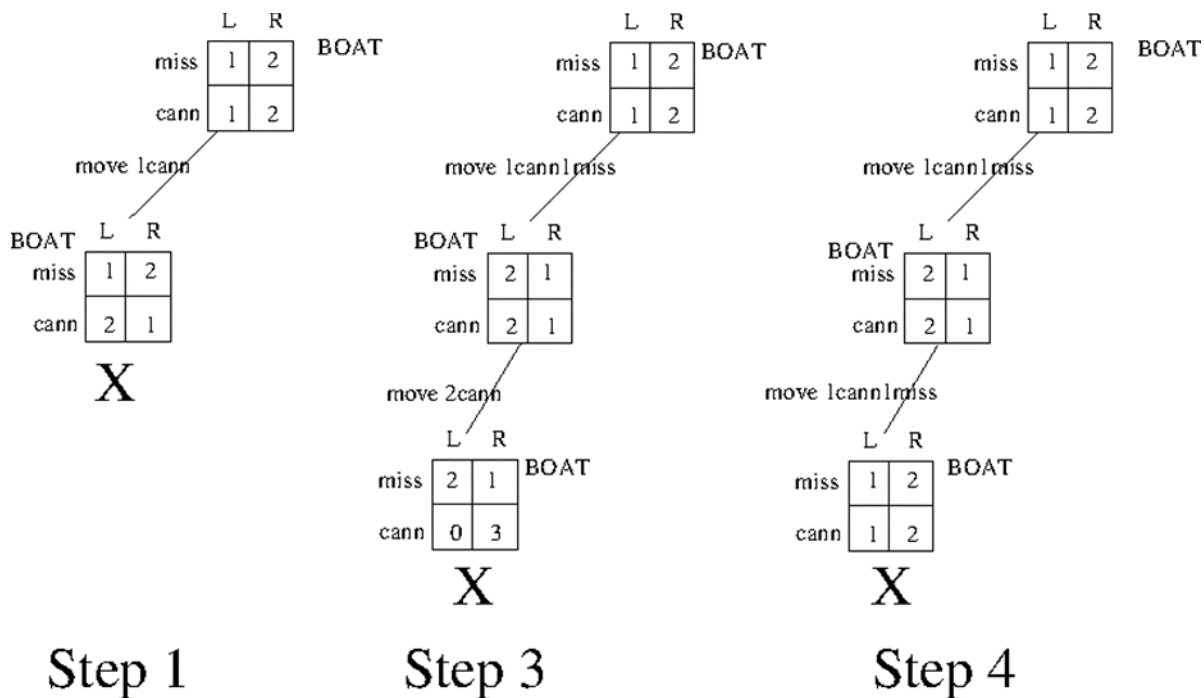 L R
miss 1 2 BOAT
cann 1 2
move 1cann
BOAT L R
miss 1 2
cann 2 1
X
Step 1
L R
miss 1 2 BOAT
cann 1 2
move 1cann1miss
BOAT L R
miss 2 1
cann 2 1
move 2cann
L R
miss 2 1 BOAT
cann 0 3
X
Step 3
L R
miss 1 2 BOAT
cann 1 2
move 1cann1miss
L R
BOAT
miss 2 1
cann 2 1
move 1cann1miss
L R
miss 1 2 BOAT
cann 1 2
X
Step 4